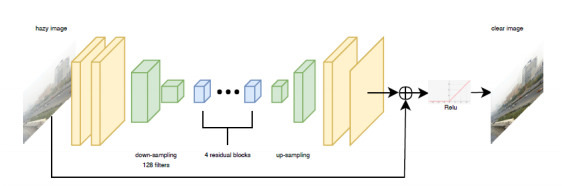 hazy image
clear image
Relu
down-sampling
128 filters
4 residual blocks
up-sampling